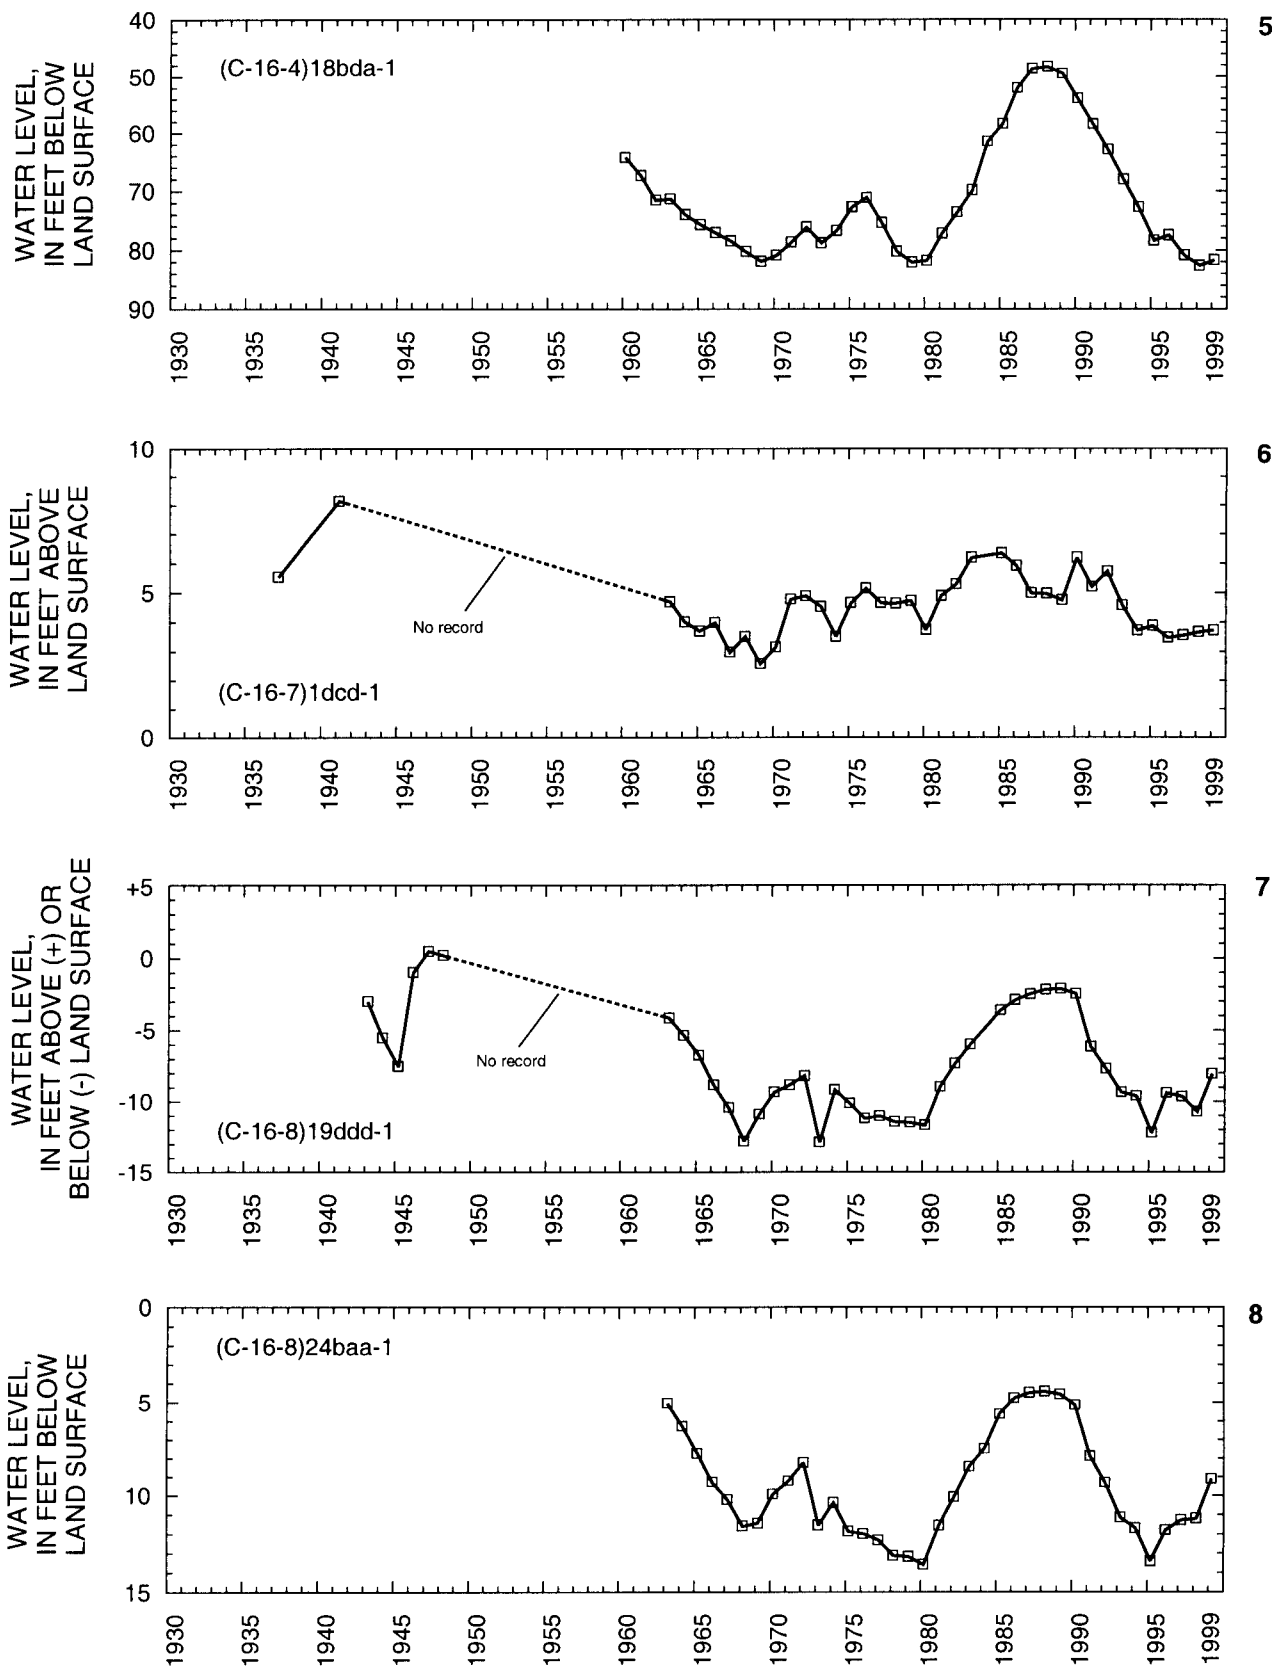 5
WATER LEVEL,
IN FEET BELOW
LAND SURFACE
40
50
60
70
80
90
(C-16-4)18bda-1
1930 1935 1940 1945 1950 1955 1960 1965 1970 1975 1980 1985 1990 1995 1999
6
WATER LEVEL,
IN FEET ABOVE
LAND SURFACE
10
5
0
No record
(C-16-7)1dcd-1
1930 1935 1940 1945 1950 1955 1960 1965 1970 1975 1980 1985 1990 1995 1999
7
WATER LEVEL,
IN FEET ABOVE (+) OR
BELOW (-) LAND SURFACE
+5
0
-5
-10
-15
No record
(C-16-8)19ddd-1
1930 1935 1940 1945 1950 1955 1960 1965 1970 1975 1980 1985 1990 1995 1999
8
WATER LEVEL,
IN FEET BELOW
LAND SURFACE
0
5
10
15
(C-16-8)24baa-1
1930 1935 1940 1945 1950 1955 1960 1965 1970 1975 1980 1985 1990 1995 1999